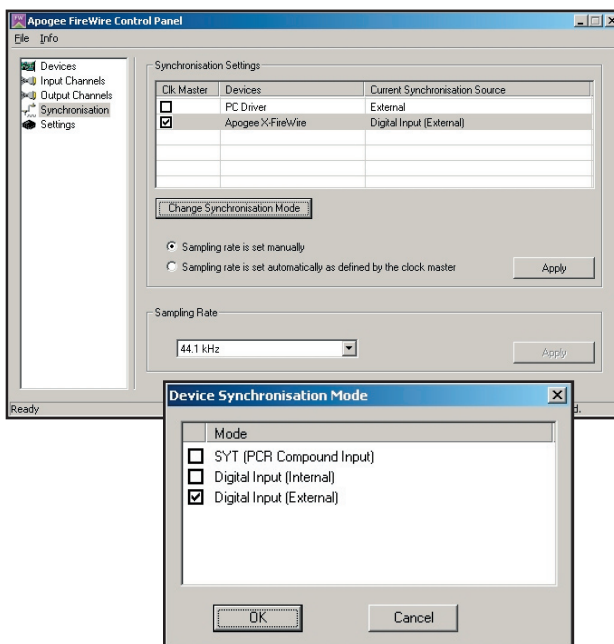 FW Apogee FireWire Control Panel
File Info
Devices
Input Channels
Output Channels
Synchronisation
Settings
Synchronisation Settings
Clk Master Devices Current Synchronisation Source
PC Driver External
Apogee X-FireWire Digital Input (External)
Change Synchronisation Mode
Sampling rate is set manually
Sampling rate is set automatically as defined by the clock master
Apply
Sampling Rate
44.1 kHz
Apply
Ready
d.
Device Synchronisation Mode
Mode
SYT (PCR Compound Input)
Digital Input (Internal)
Digital Input (External)
OK Cancel